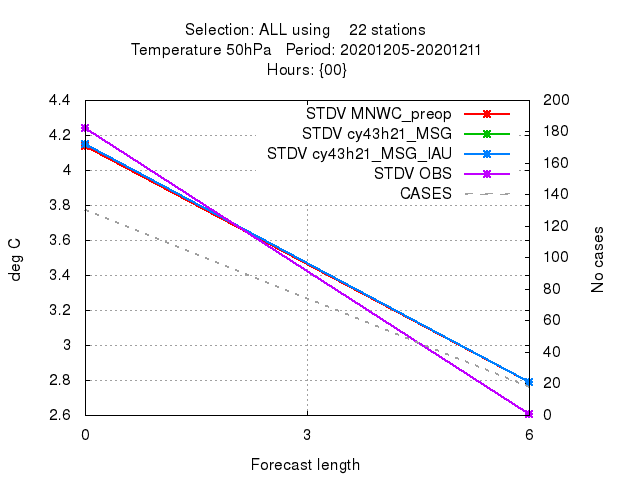 Selection: ALL using    22 stations
Temperature 50hPa   Period: 20201205-20201211
Hours: {00}
STDV MNWC_preop
STDV cy43h21_MSG
STDV cy43h21_MSG_IAU
STDV OBS
CASES
4.4
4.2
4
3.8
3.6
3.4
3.2
3
2.8
2.6
deg C
200
180
160
140
120
100
80
60
40
20
0
No cases
0
3
6
Forecast length